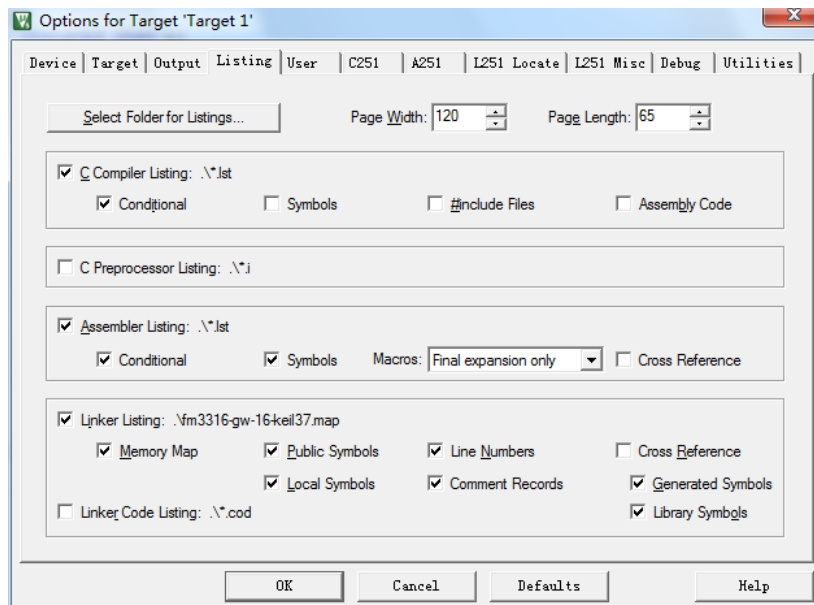 Options for Target 'Target 1'
Device Target Output Listing User C251 A251 L251 Locate L251 Misc Debug Utilities
Select Folder for Listings... Page Width: 120 Page Length: 65
C Compiler Listing: .\*.lst
Conditional Symbols #include Files Assembly Code
C Preprocessor Listing: .\*.i
Assembler Listing: .\*.lst
Conditional Symbols Macros: Final expansion only Cross Reference
Linker Listing: .\fm3316-gw-16-keil37.map
Memory Map Public Symbols Line Numbers Cross Reference
Local Symbols Comment Records Generated Symbols
Linker Code Listing: .\*.cod Library Symbols
OK Cancel Defaults Help